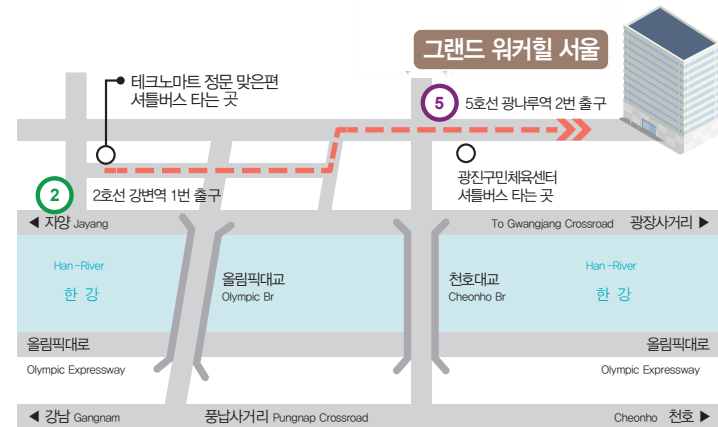 그랜드 워커힐 서울
테크노마트 정문 맞은편
셔틀버스 타는 곳
5
5호선 광나루역 2번 출구
광진구민체육센터
셔틀버스 타는 곳
2
2호선 강변역 1번 출구
◀ 자양 Jayang
To Gwangjang Crossroad 광장사거리 ▶
Han-River
한 강
올림픽대교
Olympic Br
천호대교
Cheonho Br
Han-River
한 강
올림픽대로
Olympic Expressway
올림픽대로
Olympic Expressway
◀ 강남 Gangnam
풍납사거리 Pungnap Crossroad
Cheonho 천호 ▶